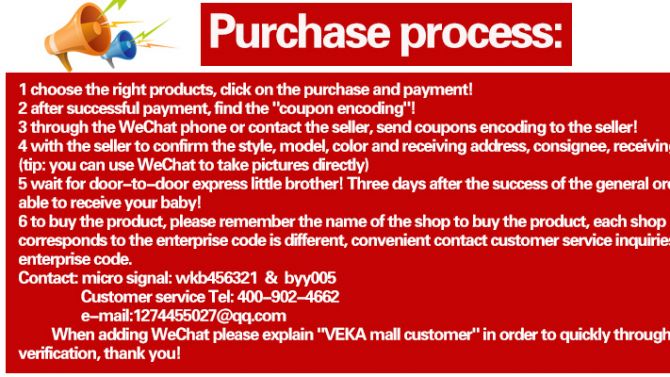 Purchase process:
1 choose the right products, click on the purchase and payment!
2 after successful payment, find the "coupon encoding"!
3 through the WeChat phone or contact the seller, send coupons encoding to the seller!
4 with the seller to confirm the style, model, color and receiving address, consignee, receiving
(tip: you can use WeChat to take pictures directly)
5 wait for door-to-door express little brother! Three days after the success of the general
able to receive your baby!
6 to buy the product, please remember the name of the shop to buy the product, each shop
corresponds to the enterprise code is different, convenient contact customer service inquiries
enterprise code.
Contact: micro signal: wkb456321 & byy005
Customer service Tel: 400-902-4662
e-mail:1274455027@qq.com
When adding WeChat please explain "VEKA mall customer" in order to quickly through
verification, thank you!